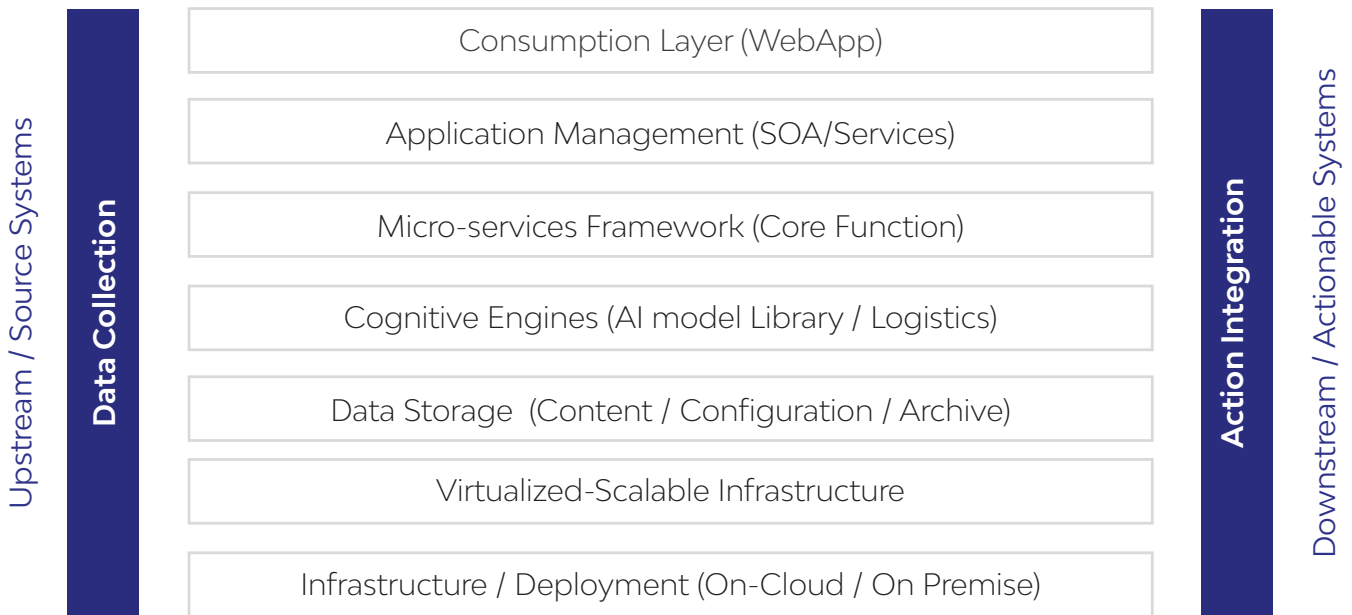 Upstream / Source Systems
Data Collection
Consumption Layer (WebApp)
Application Management (SOA/Services)
Micro-services Framework (Core Function)
Cognitive Engines (AI model Library / Logistics)
Data Storage  (Content / Configuration / Archive)
Virtualized-Scalable Infrastructure
Infrastructure / Deployment (On-Cloud / On Premise)
Action Integration
Downstream / Actionable Systems